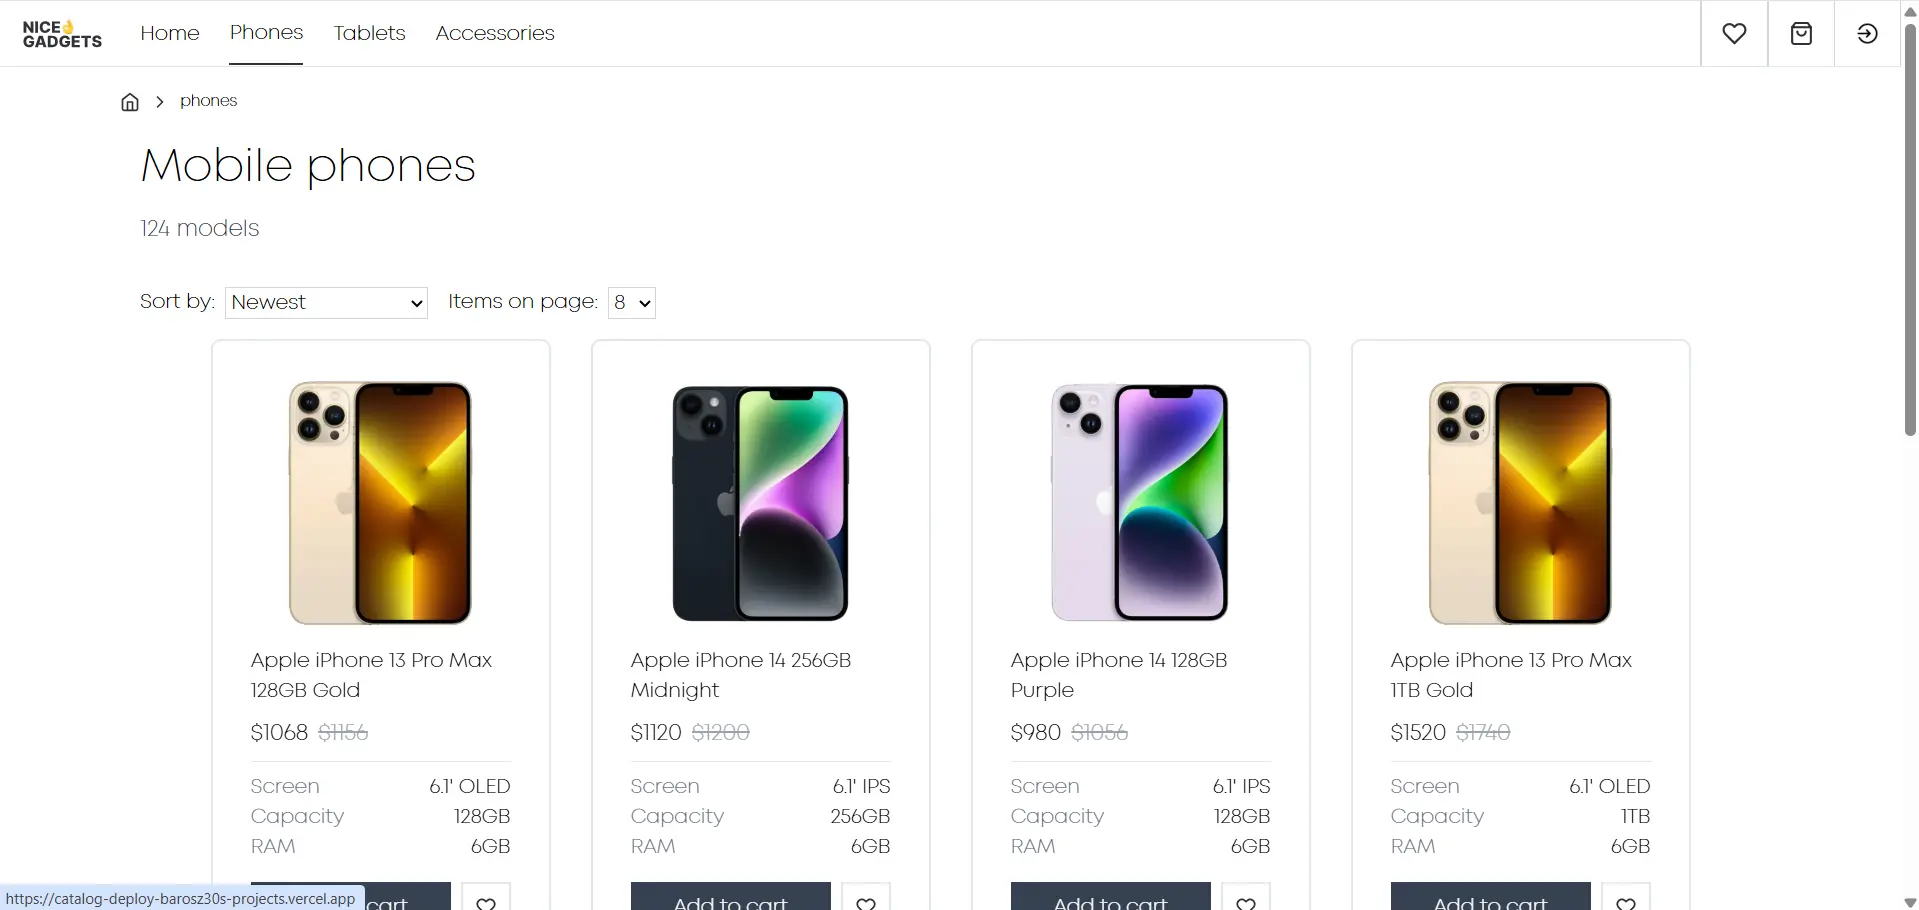 NICE👌
GADGETS
Home
Phones
Tablets
Accessories
phones
Mobile phones
124 models
Sort by: Newest Items on page: 8
Apple iPhone 13 Pro Max
128GB Gold
$1068 $1156
Screen 6.1' OLED
Capacity 128GB
RAM 6GB
cart
Apple iPhone 14 256GB
Midnight
$1120 $1200
Screen 6.1' IPS
Capacity 256GB
RAM 6GB
Add to cart
Apple iPhone 14 128GB
Purple
$980 $1056
Screen 6.1' IPS
Capacity 128GB
RAM 6GB
Add to cart
Apple iPhone 13 Pro Max
1TB Gold
$1520 $1740
Screen 6.1' OLED
Capacity 1TB
RAM 6GB
Add to cart
https://catalog-deploy-barosz30s-projects.vercel.app